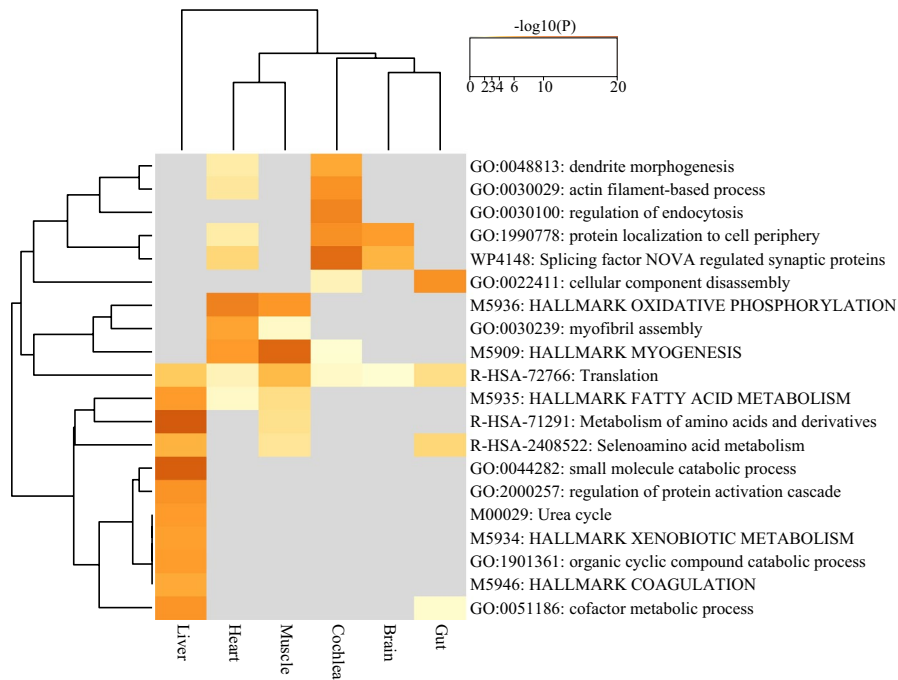 -log10(P)
0 2 3 4 6 10 20
GO:0048813: dendrite morphogenesis
GO:0030029: actin filament-based process
GO:0030100: regulation of endocytosis
GO:1990778: protein localization to cell periphery
WP4148: Splicing factor NOVA regulated synaptic proteins
GO:0022411: cellular component disassembly
M5936: HALLMARK OXIDATIVE PHOSPHORYLATION
GO:0030239: myofibril assembly
M5909: HALLMARK MYOGENESIS
R-HSA-72766: Translation
M5935: HALLMARK FATTY ACID METABOLISM
R-HSA-71291: Metabolism of amino acids and derivatives
R-HSA-2408522: Selenoamino acid metabolism
GO:0044282: small molecule catabolic process
GO:2000257: regulation of protein activation cascade
M00029: Urea cycle
M5934: HALLMARK XENOBIOTIC METABOLISM
GO:1901361: organic cyclic compound catabolic process
M5946: HALLMARK COAGULATION
GO:0051186: cofactor metabolic process
Liver
Heart
Muscle
Cochlea
Brain
Gut